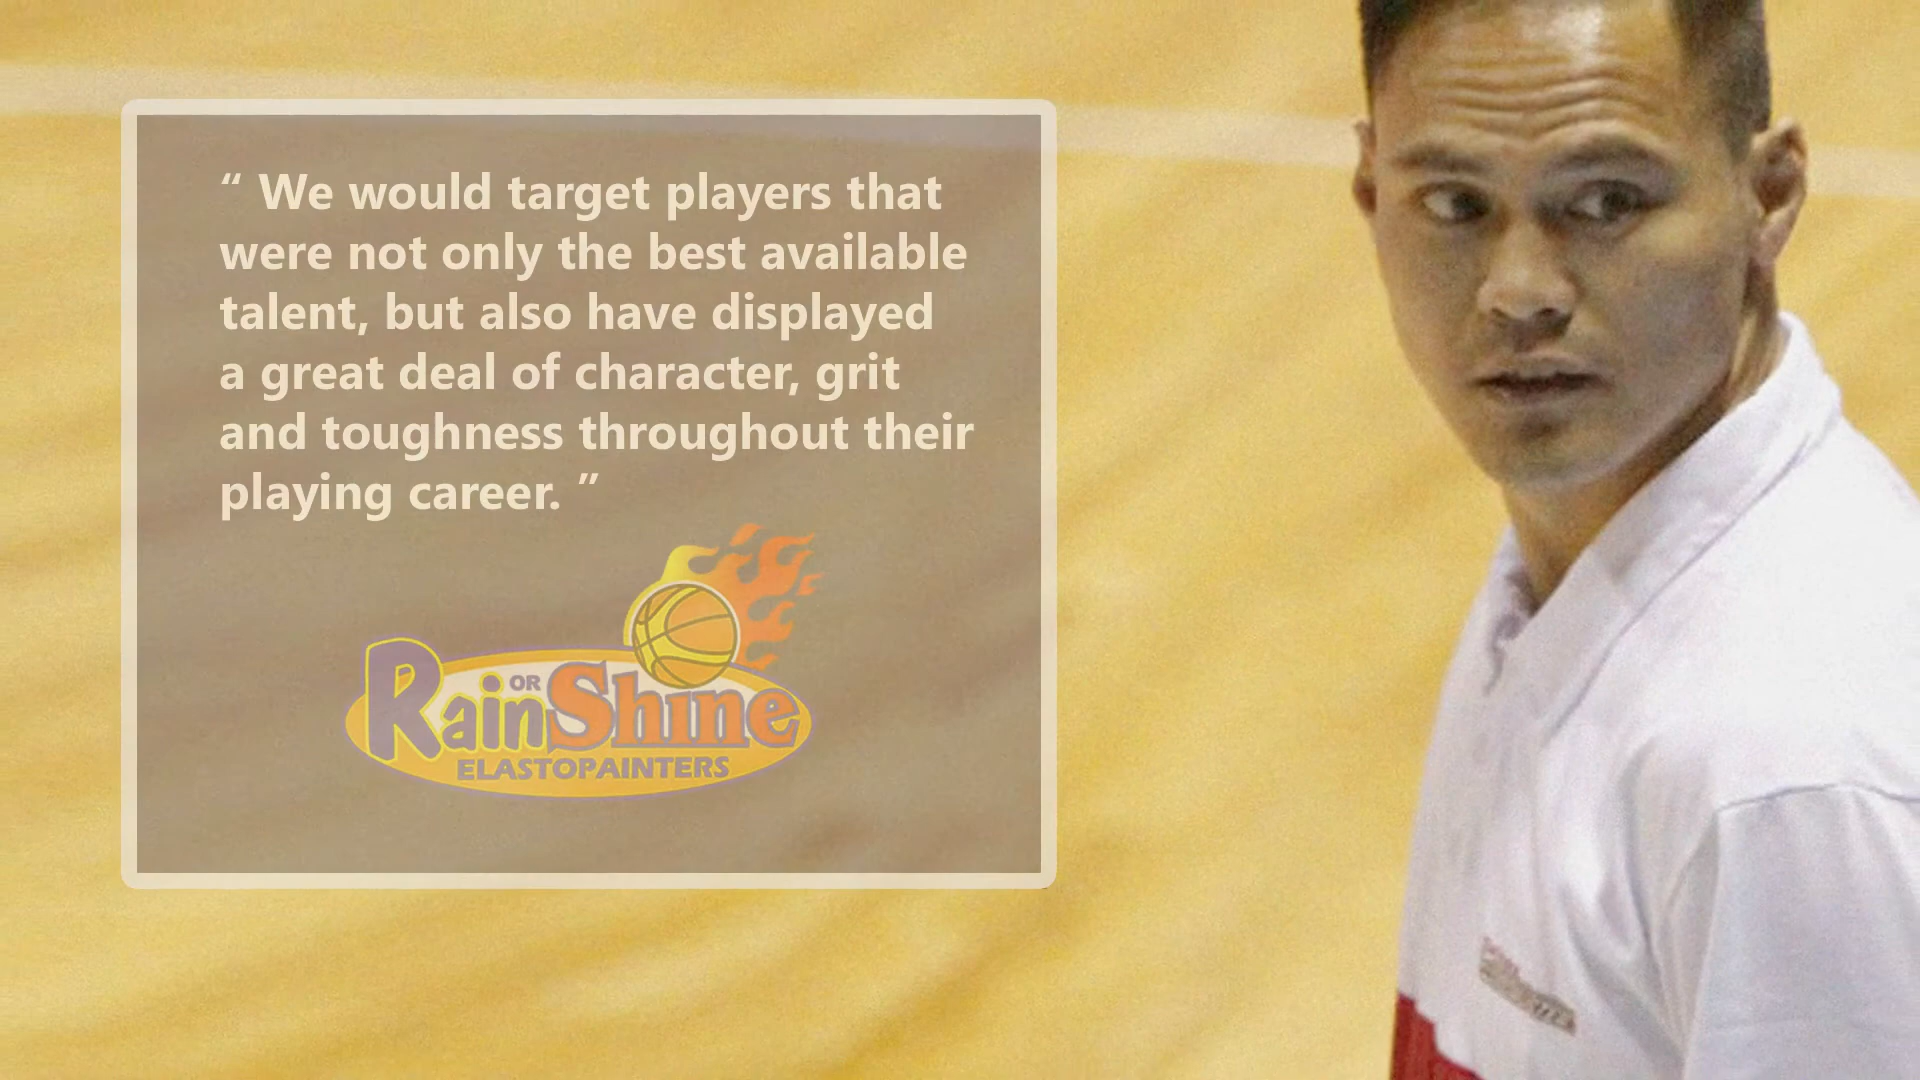 “ We would target players that
were not only the best available
talent, but also have displayed
a great deal of character, grit
and toughness throughout their
playing career. ”
Rain OR Shine
ELASTOPAINTERS